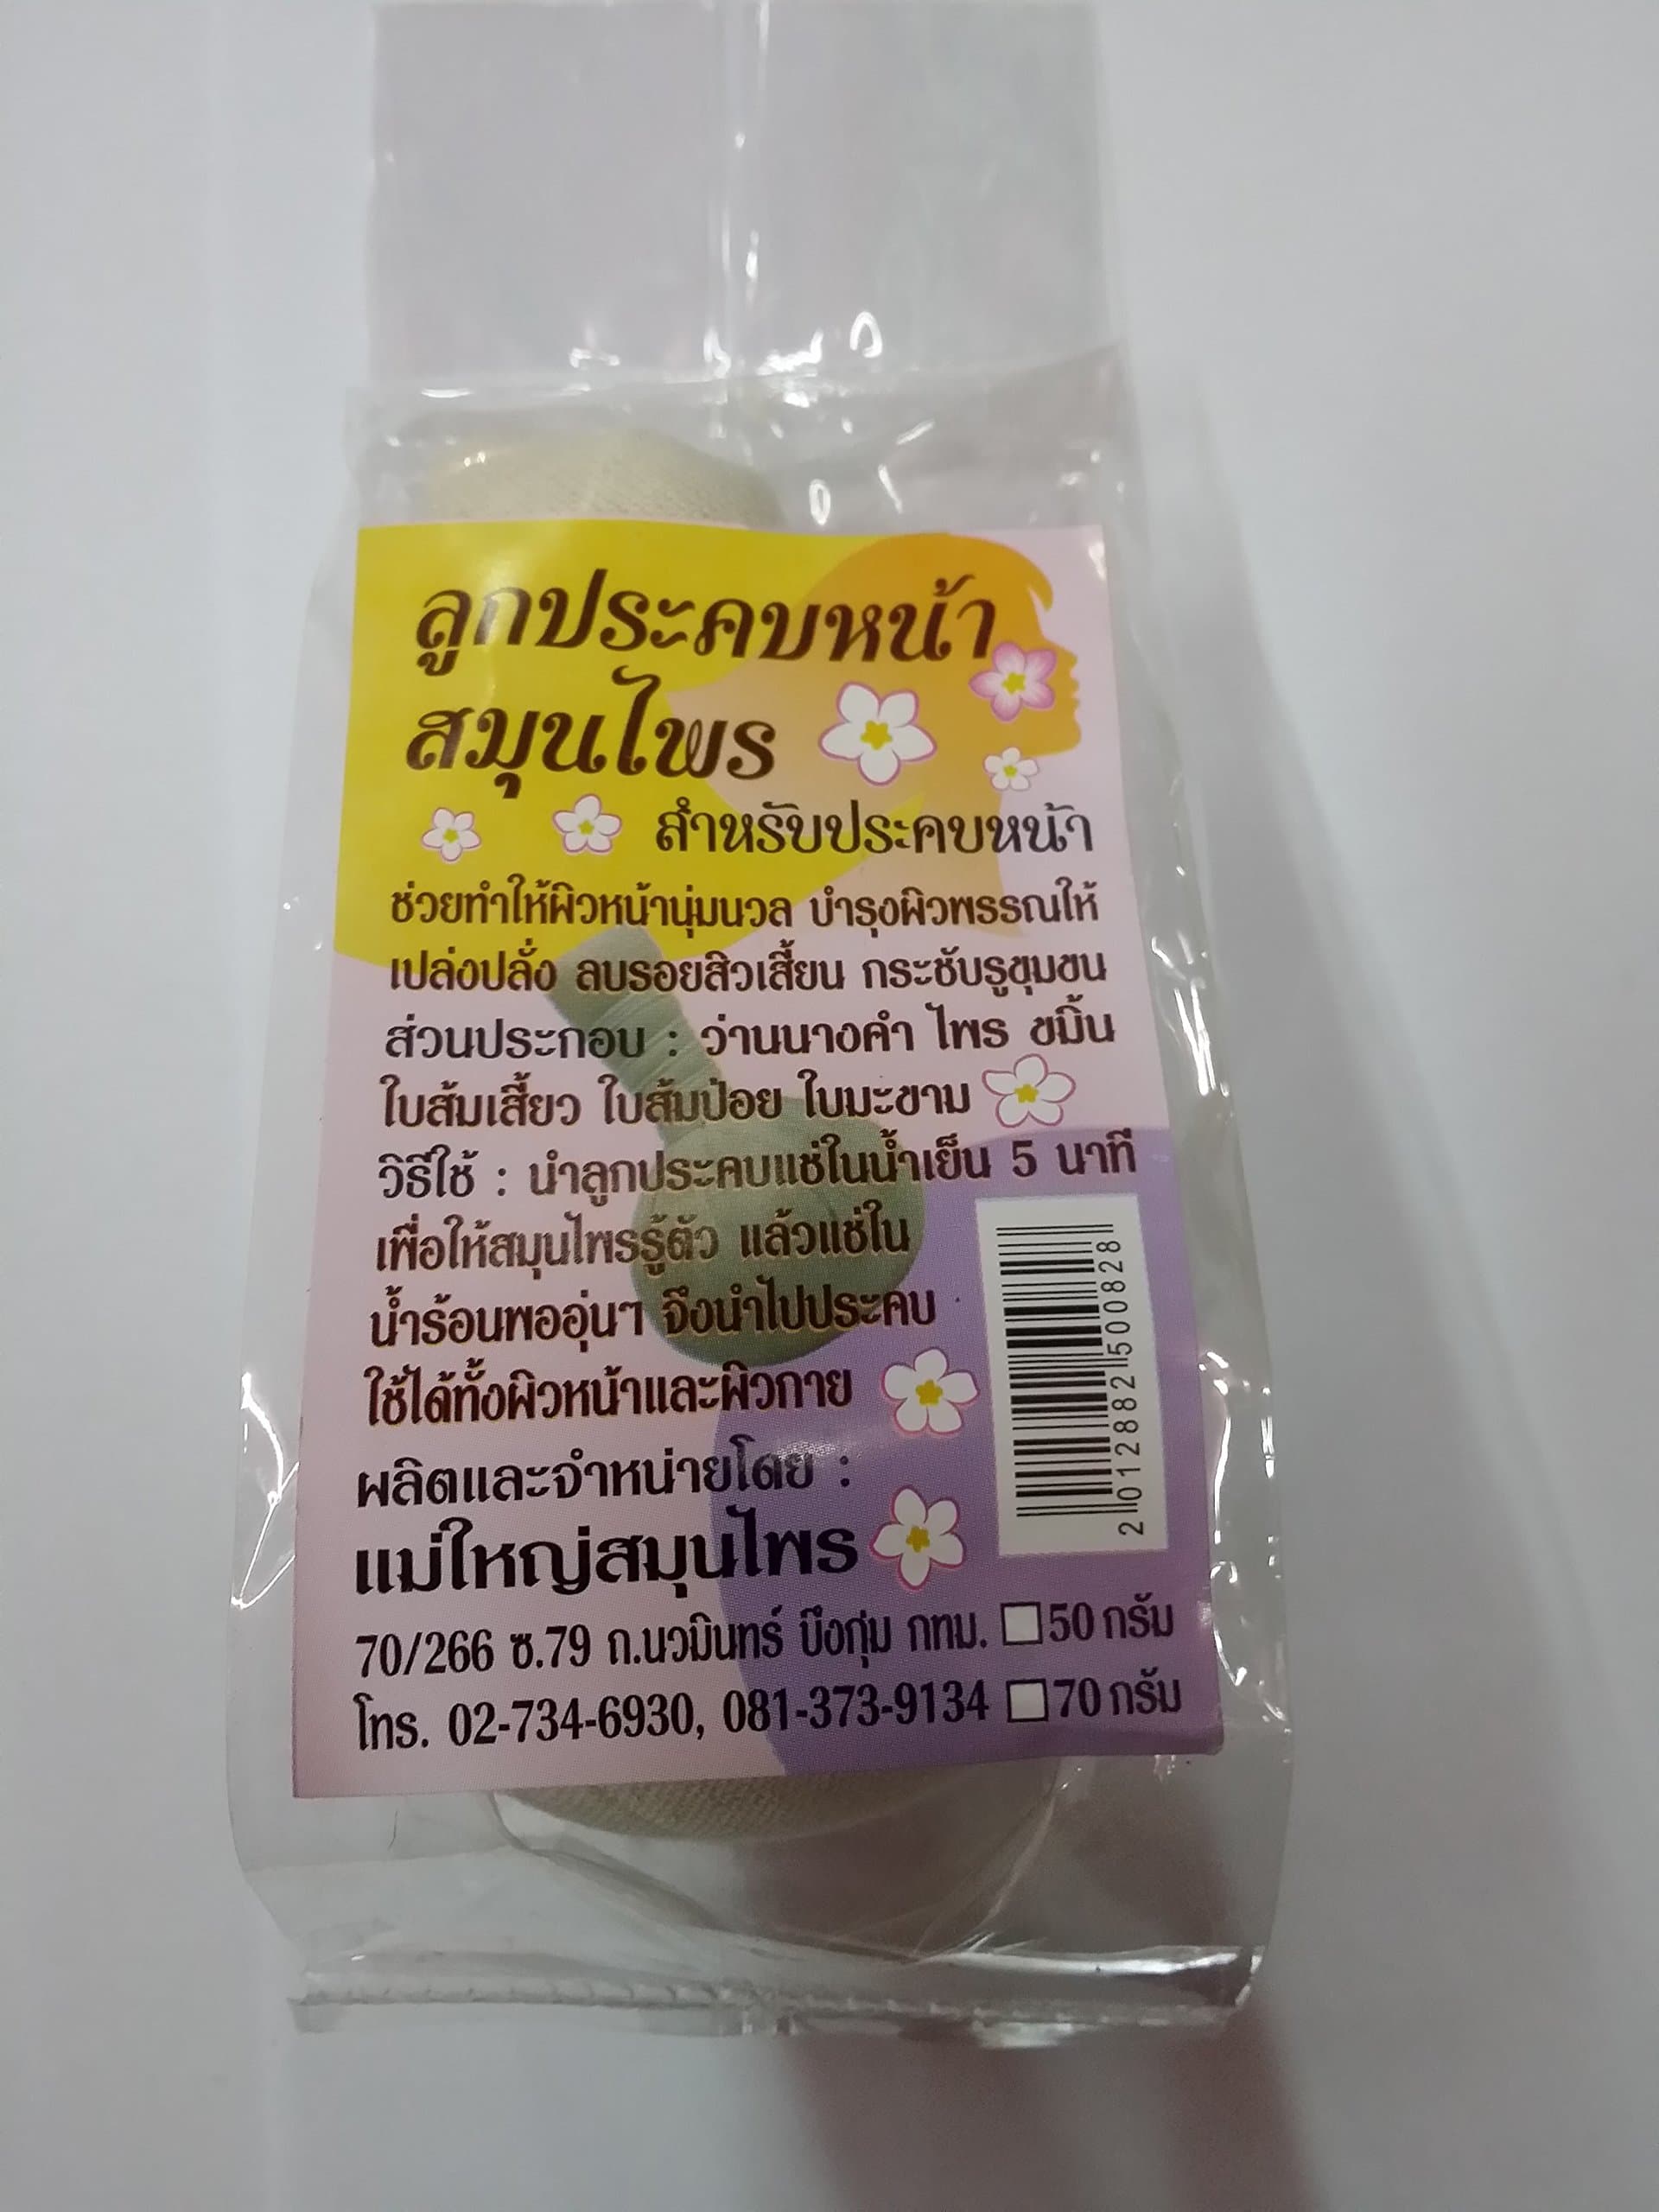 ลูกประคบหน้า
สมุนไพร
สำหรับประคบหน้า
ช่วยทำให้ผิวหน้านุ่มนวล บำรุงผิวพรรณให้
เปล่งปลั่ง ลบรอยสิวเสี้ยน กระชับรูขุมขน
ส่วนประกอบ : ว่านนางคำ ไพร ขมิ้น
ใบส้มเสี้ยว ใบส้มป่อย ใบมะขาม
วิธีใช้ : นำลูกประคบแช่ในน้ำเย็น 5 นาที
เพื่อให้สมุนไพรรู้ตัว แล้วแช่ใน
น้ำร้อนพออุ่นๆ จึงนำไปประคบ
ใช้ได้ทั้งผิวหน้าและผิวกาย
2 012882 500828
ผลิตและจำหน่ายโดย :
แม่ใหญ่สมุนไพร
70/266 ซ.79 ถ.นวมินทร์ บึงกุ่ม กทม. 50 กรัม
โทร. 02-734-6930, 081-373-9134 70 กรัม